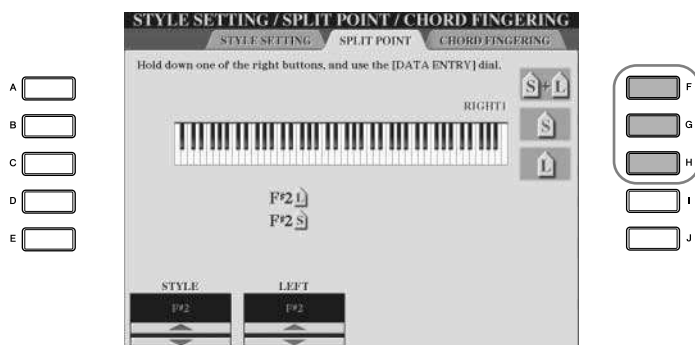 STYLE SETTING / SPLIT POINT / CHORD FINGERING
STYLE SETTING SPLIT POINT CHORD FINGERING
Hold down one of the right buttons, and use the [DATA ENTRY] dial.
S + L
RIGHT1
S
L
F♯2 L
F♯2 S
STYLE LEFT
F♯2 F♯2
A
B
C
D
E
F
G
H
I
J